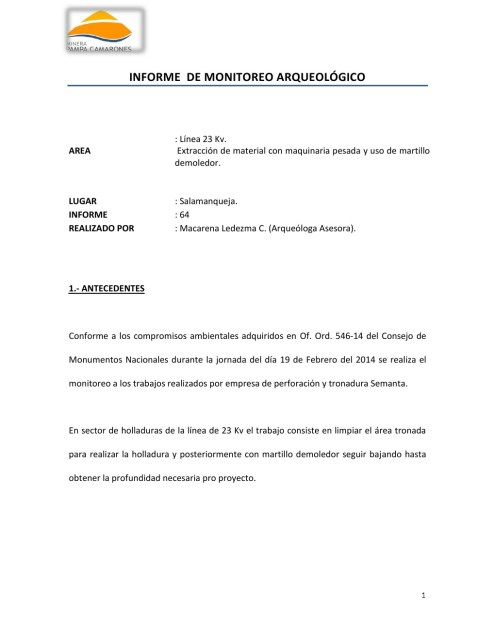 MINERA
PAMPA CAMARONES
INFORME DE MONITOREO ARQUEOLÓGICO
: Línea 23 Kv.
AREA Extracción de material con maquinaria pesada y uso de martillo
demoledor.
LUGAR : Salamanqueja.
INFORME : 64
REALIZADO POR : Macarena Ledezma C. (Arqueóloga Asesora).
1.- ANTECEDENTES
Conforme a los compromisos ambientales adquiridos en Of. Ord. 546-14 del Consejo de
Monumentos Nacionales durante la jornada del día 19 de Febrero del 2014 se realiza el
monitoreo a los trabajos realizados por empresa de perforación y tronadura Semanta.
En sector de holladuras de la línea de 23 Kv el trabajo consiste en limpiar el área tronada
para realizar la holladura y posteriormente con martillo demoledor seguir bajando hasta
obtener la profundidad necesaria pro proyecto.
1